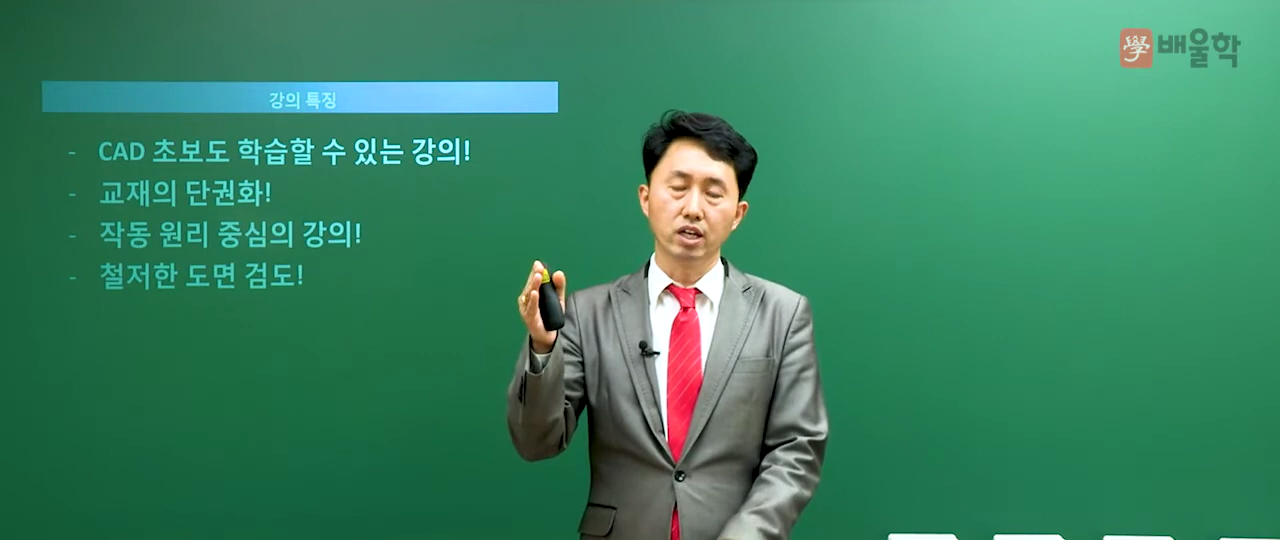 學 배울학
강의 특징
- CAD 초보도 학습할 수 있는 강의!
- 교재의 단권화!
- 작동 원리 중심의 강의!
- 철저한 도면 검도!